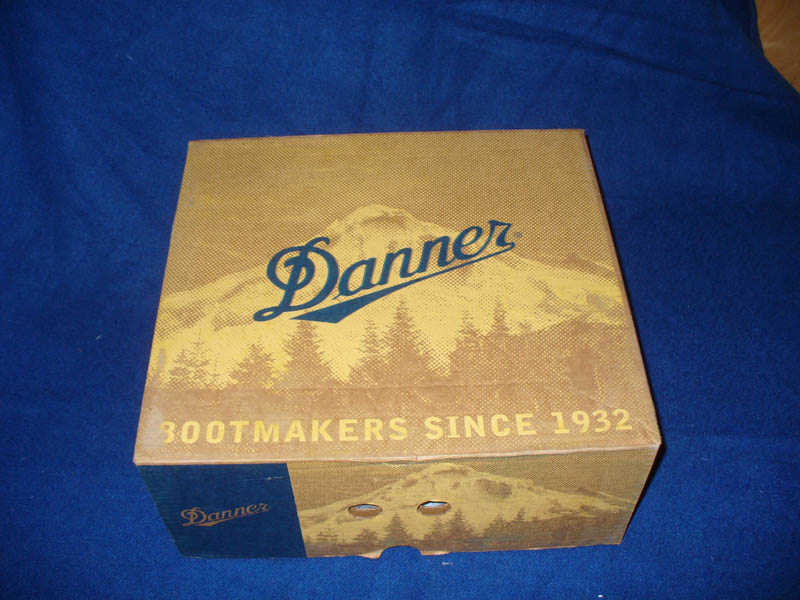 Danner®
BOOTMAKERS SINCE 1932
Danner